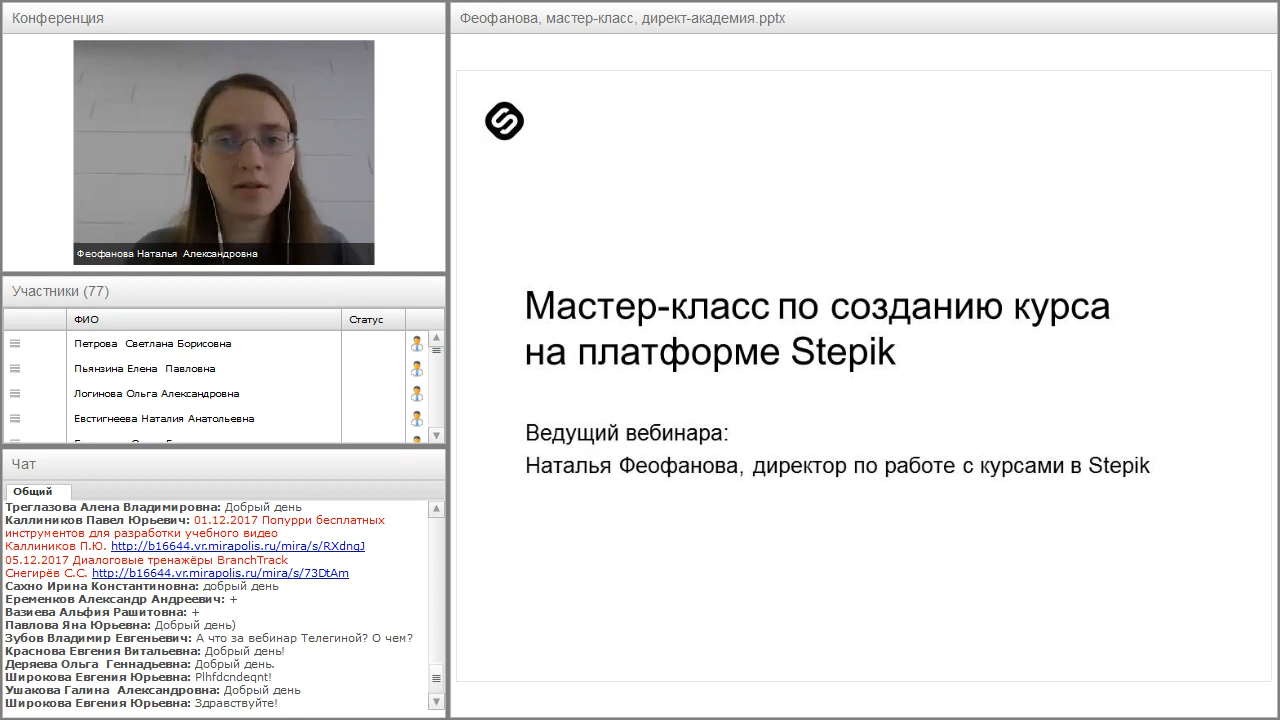 Конференция
Феофанова Наталья Александровна
Участники (77)
ФИО Статус
Петрова Светлана Борисовна
Пьянзина Елена Павловна
Логинова Ольга Александровна
Евстигнеева Наталия Анатольевна
Чат
Общий
Треглазова Алена Владимировна: Добрый день
Каллиников Павел Юрьевич: 01.12.2017 Попурри бесплатных
инструментов для разработки учебного видео
Каллиников П.Ю. http://b16644.vr.mirapolis.ru/mira/s/RXdnqJ
05.12.2017 Диалоговые тренажёры BranchTrack
Снегирёв С.С. http://b16644.vr.mirapolis.ru/mira/s/73DtAm
Сахно Ирина Константиновна: добрый день
Еременков Александр Андреевич: +
Вазиева Альфия Рашитовна: +
Павлова Яна Юрьевна: Добрый день)
Зубов Владимир Евгеньевич: А что за вебинар Телегиной? О чем?
Краснова Евгения Витальевна: Добрый день!
Деряева Ольга Геннадьевна: Добрый день.
Широкова Евгения Юрьевна: Plhfdcndeqnt!
Ушакова Галина Александровна: Добрый день
Широкова Евгения Юрьевна: Здравствуйте!
Феофанова, мастер-класс, директ-академия.pptx
Мастер-класс по созданию курса
на платформе Stepik
Ведущий вебинара:
Наталья Феофанова, директор по работе с курсами в Stepik